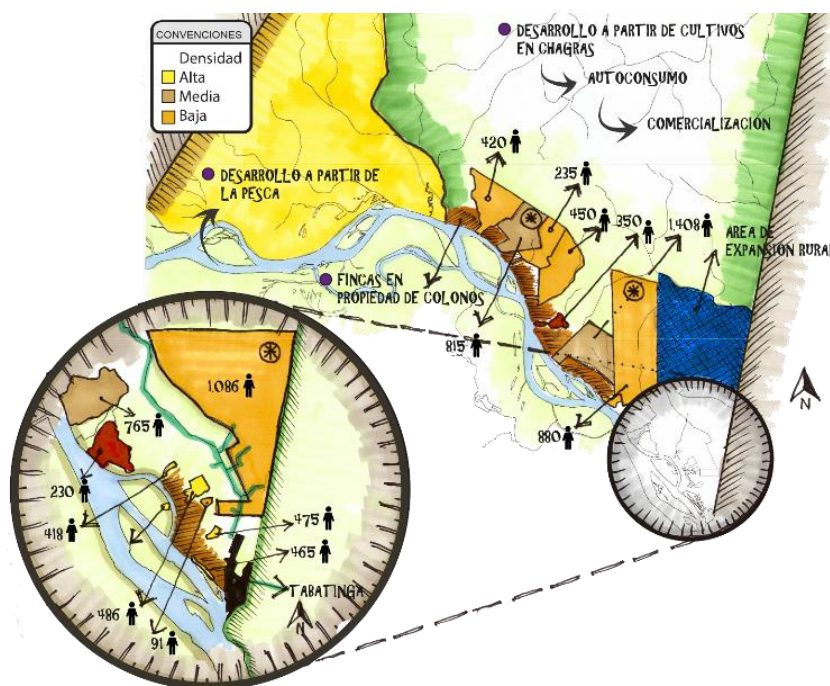 CONVENCIONES
Densidad
Alta
Media
Baja
DESARROLLO A PARTIR DE CULTIVOS
EN CHAGRAS
AUTOCONSUMO
COMERCIALIZACIÓN
DESARROLLO A PARTIR DE
LA PESCA
420
235
450
350
1,408
AREA DE
EXPANSIÓN RURAL
FINCAS EN
PROPIEDAD DE COLONOS
815
880
N
1,086
765
230
418
475
465
TABATINGA
486
91
N